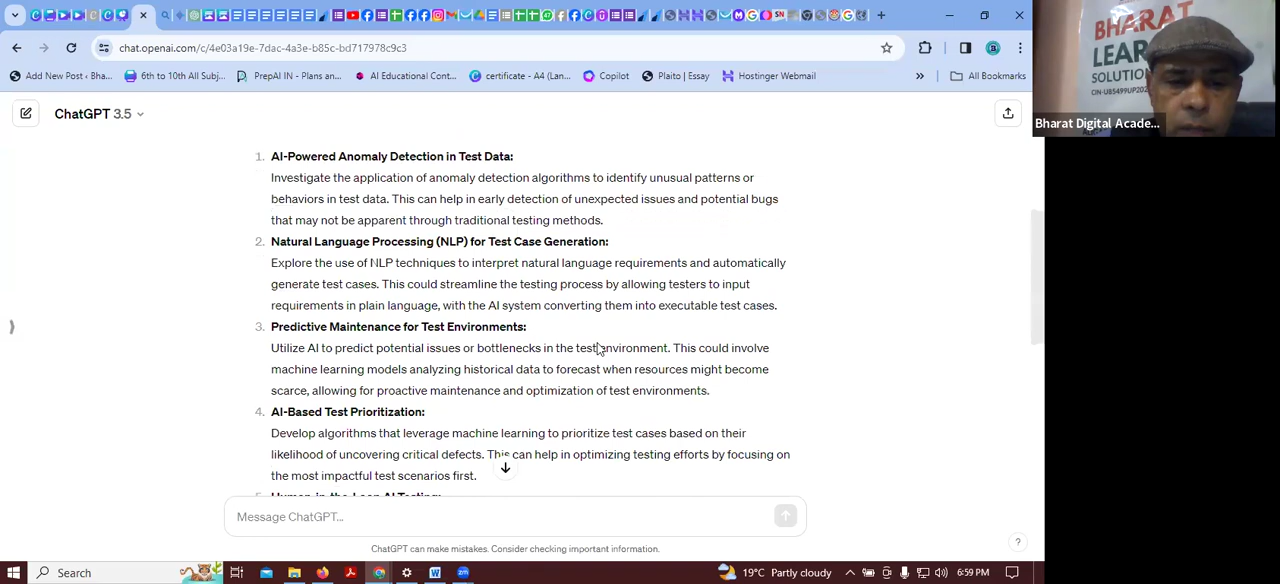 chat.openai.com/c/4e03a19e-7dac-4a3e-b85c-bd717978c9c3
Add New Post ‹ Bha... 6th to 10th All Subj... PrepAI IN - Plans an... AI Educational Cont... certificate - A4 (Lan... Copilot Plaito | Essay Hostinger Webmail » All Bookmarks
BHARAT
LEAR
SOLUTION
Bharat Digital Acade...
ChatGPT 3.5
1. AI-Powered Anomaly Detection in Test Data:
Investigate the application of anomaly detection algorithms to identify unusual patterns or
behaviors in test data. This can help in early detection of unexpected issues and potential bugs
that may not be apparent through traditional testing methods.
2. Natural Language Processing (NLP) for Test Case Generation:
Explore the use of NLP techniques to interpret natural language requirements and automatically
generate test cases. This could streamline the testing process by allowing testers to input
requirements in plain language, with the AI system converting them into executable test cases.
3. Predictive Maintenance for Test Environments:
Utilize AI to predict potential issues or bottlenecks in the test environment. This could involve
machine learning models analyzing historical data to forecast when resources might become
scarce, allowing for proactive maintenance and optimization of test environments.
4. AI-Based Test Prioritization:
Develop algorithms that leverage machine learning to prioritize test cases based on their
likelihood of uncovering critical defects. This can help in optimizing testing efforts by focusing on
the most impactful test scenarios first.
5. Human-in-the-Loop AI Testing:
Message ChatGPT...
ChatGPT can make mistakes. Consider checking important information.
?
Search 19°C Partly cloudy 6:59 PM